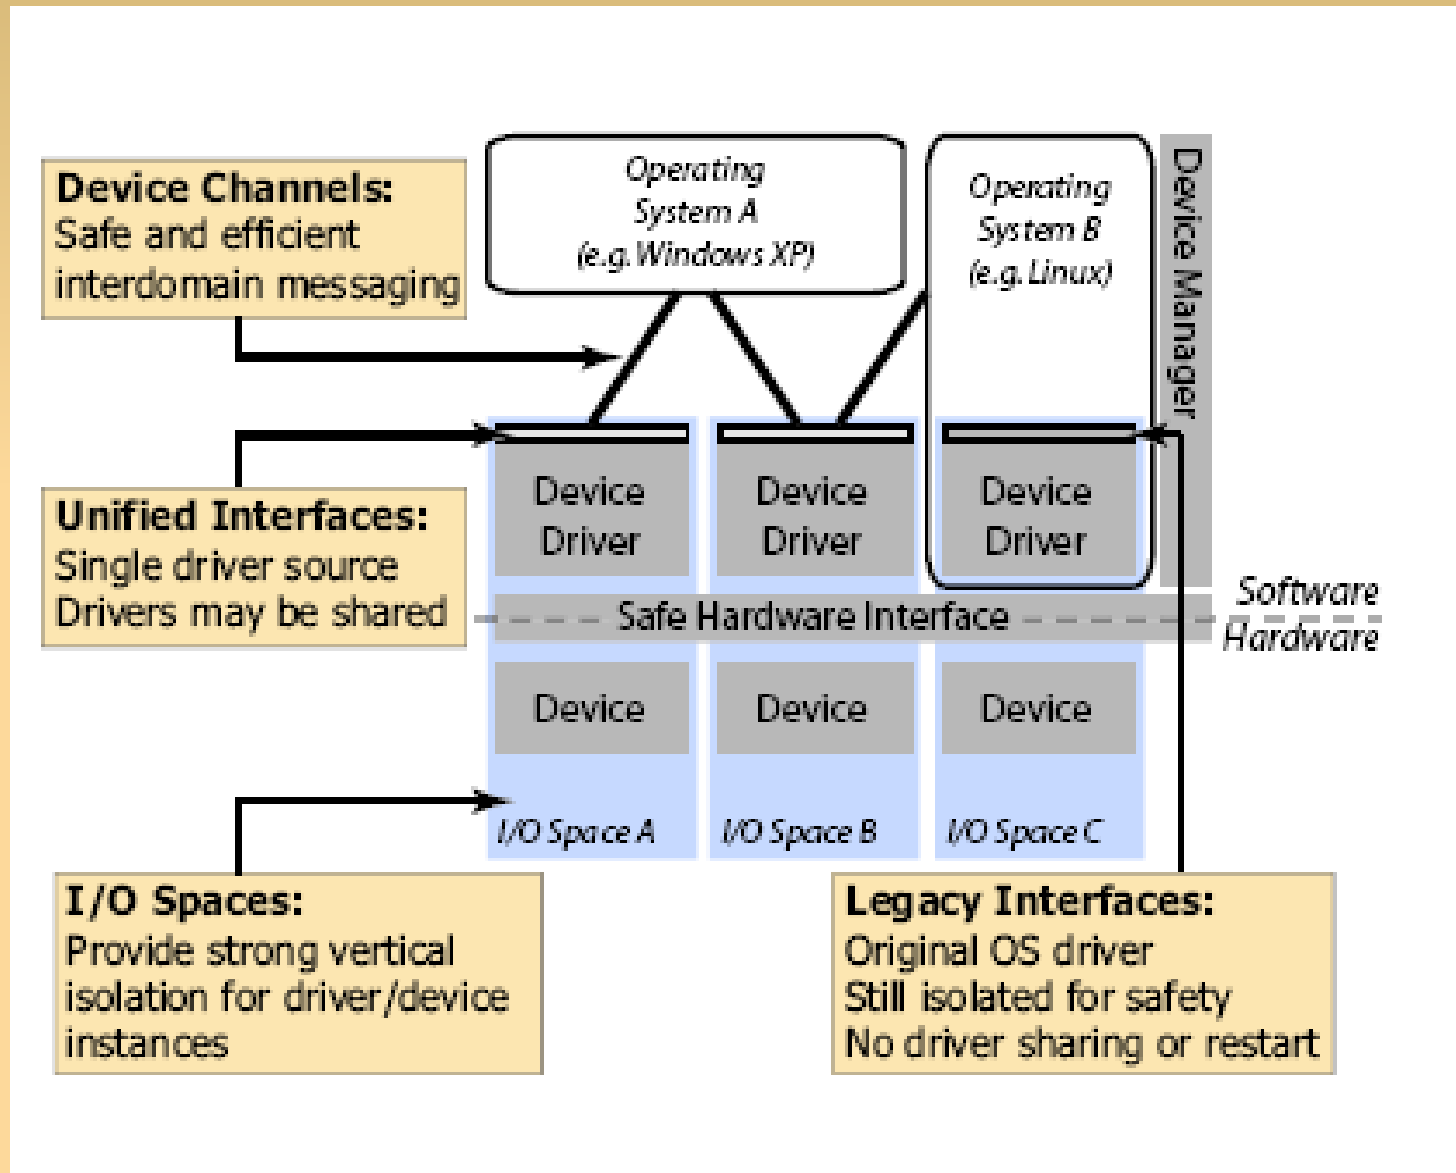 Device Channels:
Safe and efficient
interdomain messaging
Operating
System A
(e.g. Windows XP)
Operating
System B
(e.g. Linux)
Device Manager
Unified Interfaces:
Single driver source
Drivers may be shared
Device
Driver
Device
Driver
Device
Driver
Safe Hardware Interface
Software
Hardware
Device
Device
Device
I/O Space A
I/O Space B
I/O Space C
I/O Spaces:
Provide strong vertical
isolation for driver/device
instances
Legacy Interfaces:
Original OS driver
Still isolated for safety
No driver sharing or restart